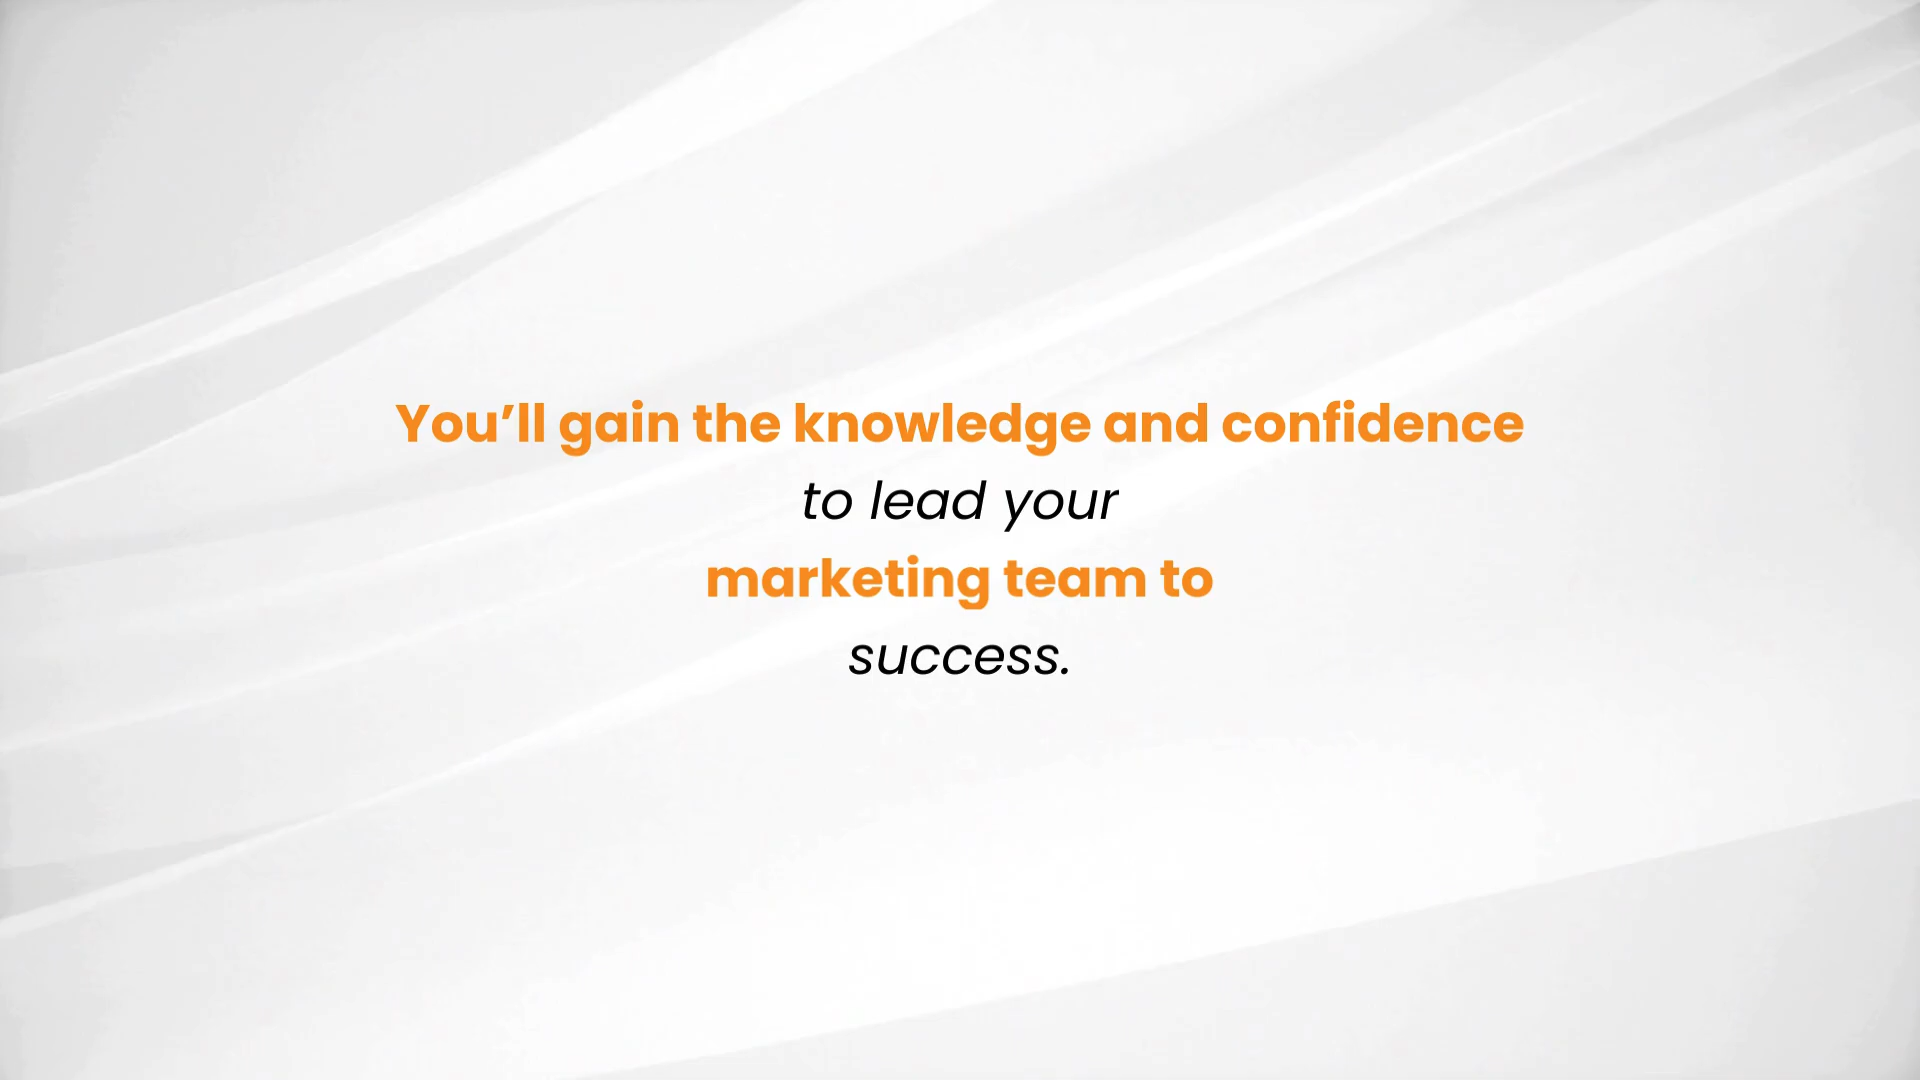 You’ll gain the knowledge and confidence
to lead your
marketing team to
success.